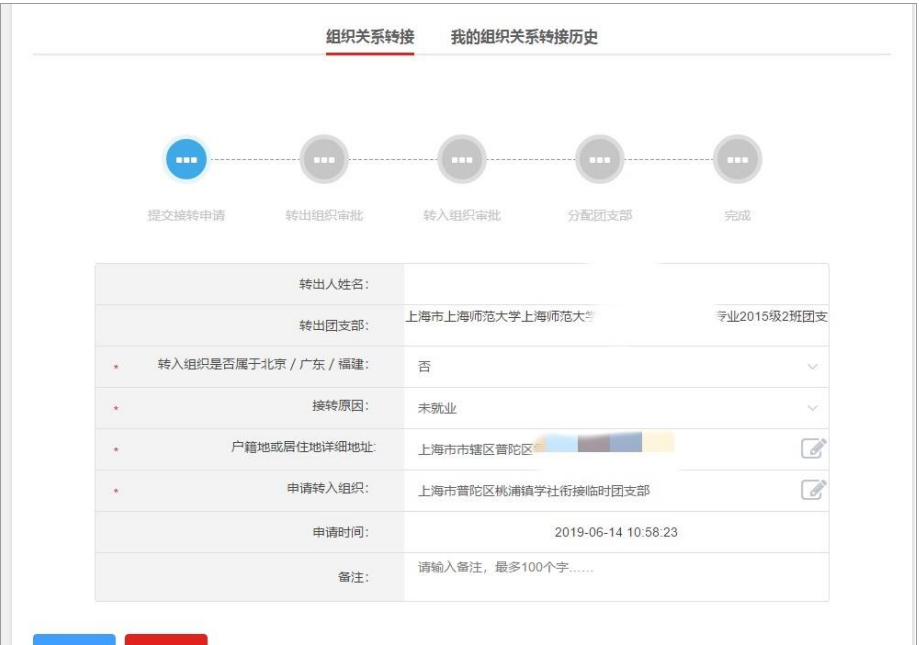 组织关系转接 我的组织关系转接历史
提交接转申请 转出组织审批 转入组织审批 分配团支部 完成
转出人姓名：
转出团支部： 上海市上海师范大学上海师范大 专业2015级2班团支
* 转入组织是否属于北京／广东／福建： 否
* 接转原因： 未就业
* 户籍地或居住地详细地址: 上海市市辖区普陀区
* 申请转入组织： 上海市普陀区桃浦镇学社衔接临时团支部
申请时间： 2019-06-14 10:58:23
备注： 请输入备注，最多100个字……